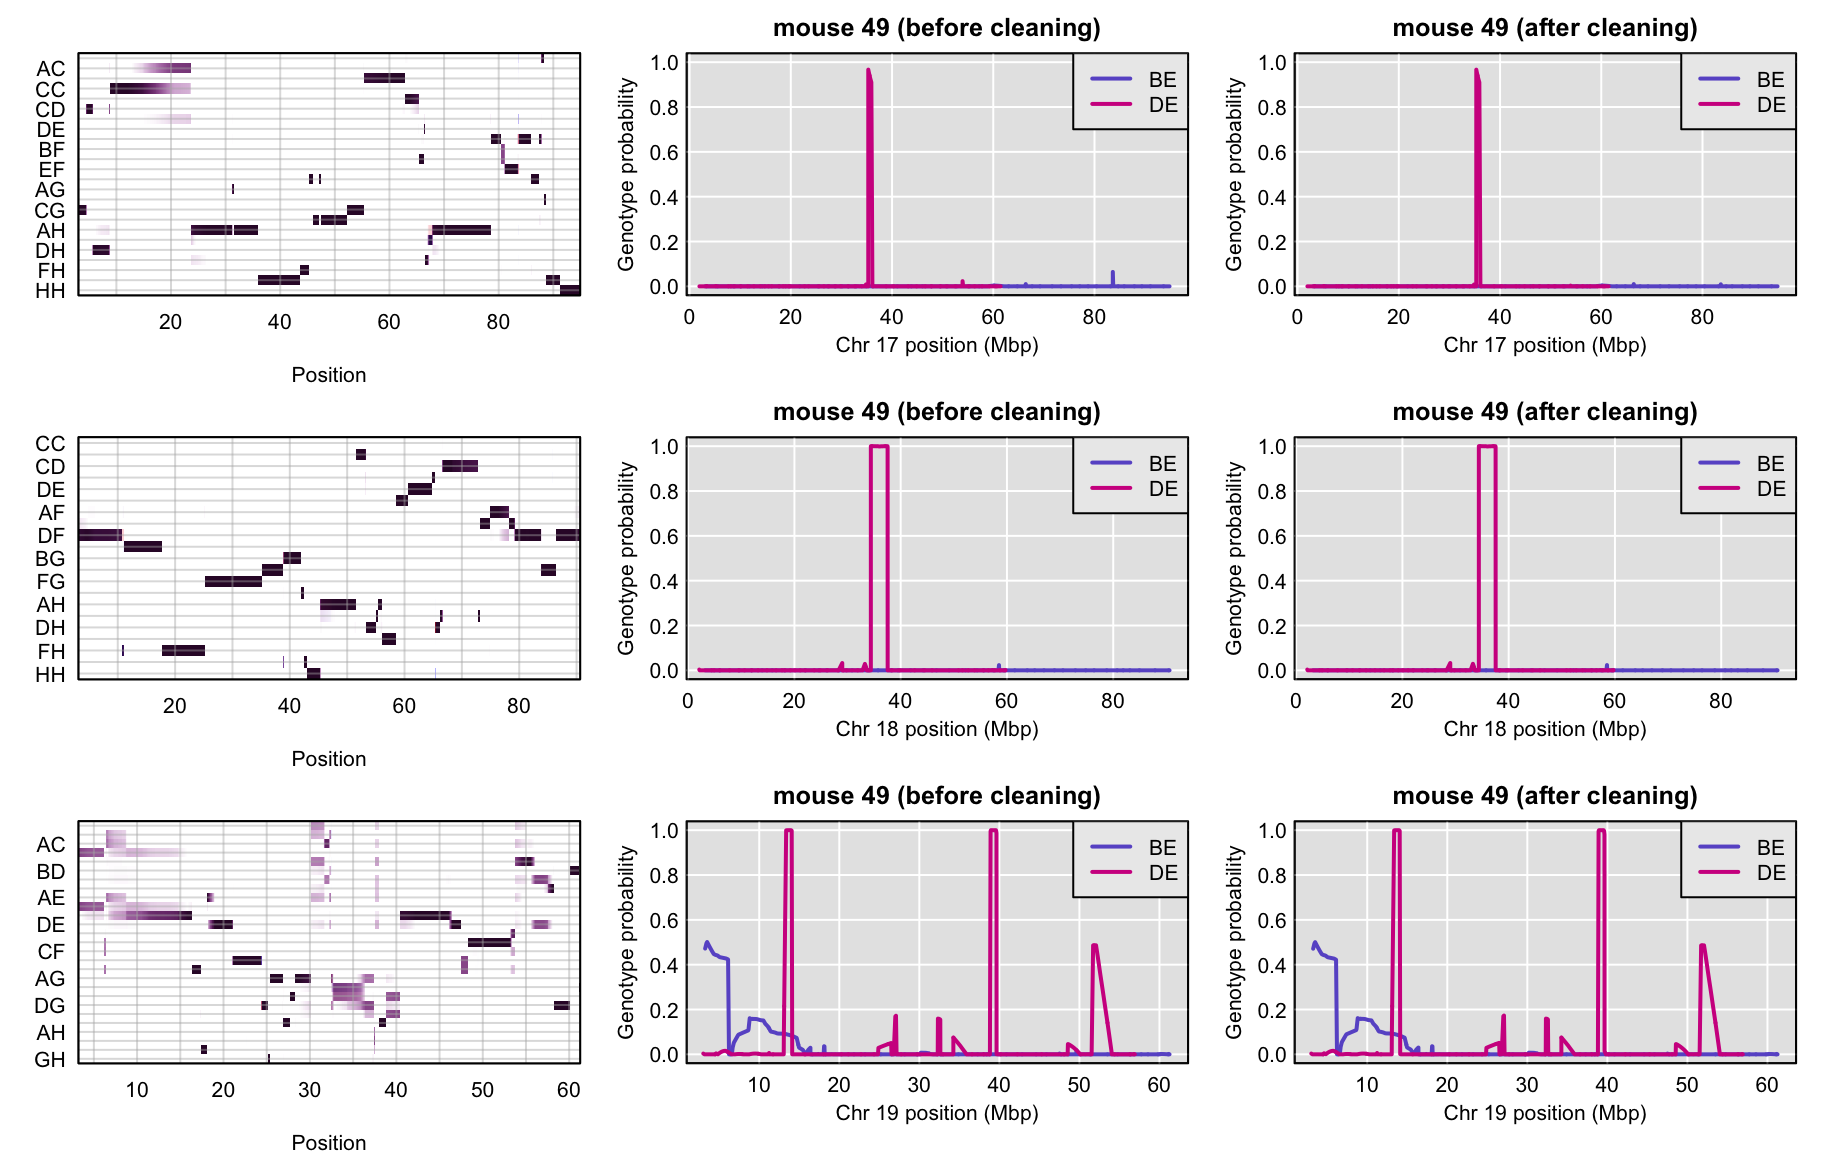 mouse 49 (before cleaning)
mouse 49 (after cleaning)
AC
CC
CD
DE
BF
EF
AG
CG
AH
DH
FH
HH
20 40 60 80
Position
Genotype probability
1.0
0.8
0.6
0.4
0.2
0.0
BE
DE
0 20 40 60 80
Chr 17 position (Mbp)
Genotype probability
1.0
0.8
0.6
0.4
0.2
0.0
BE
DE
0 20 40 60 80
Chr 17 position (Mbp)
mouse 49 (before cleaning)
mouse 49 (after cleaning)
CC
CD
DE
AF
DF
BG
FG
AH
DH
FH
HH
20 40 60 80
Position
Genotype probability
1.0
0.8
0.6
0.4
0.2
0.0
BE
DE
0 20 40 60 80
Chr 18 position (Mbp)
Genotype probability
1.0
0.8
0.6
0.4
0.2
0.0
BE
DE
0 20 40 60 80
Chr 18 position (Mbp)
mouse 49 (before cleaning)
mouse 49 (after cleaning)
AC
BD
AE
DE
CF
AG
DG
AH
GH
10 20 30 40 50 60
Position
Genotype probability
1.0
0.8
0.6
0.4
0.2
0.0
BE
DE
10 20 30 40 50 60
Chr 19 position (Mbp)
Genotype probability
1.0
0.8
0.6
0.4
0.2
0.0
BE
DE
10 20 30 40 50 60
Chr 19 position (Mbp)